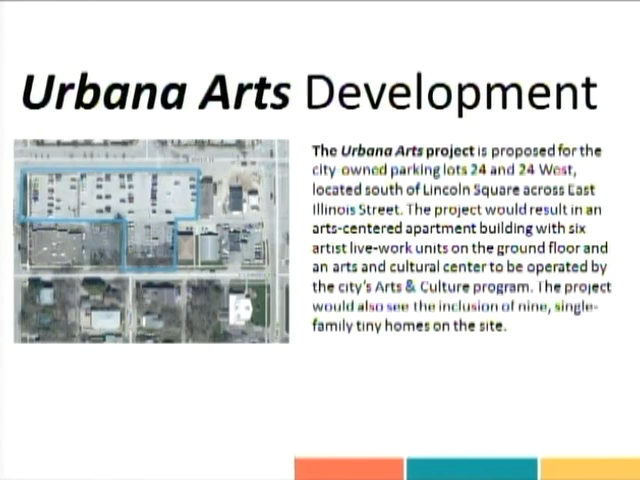 Urbana Arts Development
The Urbana Arts project is proposed for the
city owned parking lots 24 and 24 West,
located south of Lincoln Square across East
Illinois Street. The project would result in an
arts-centered apartment building with six
artist live-work units on the ground floor and
an arts and cultural center to be operated by
the city's Arts & Culture program. The project
would also see the inclusion of nine, single-
family tiny homes on the site.